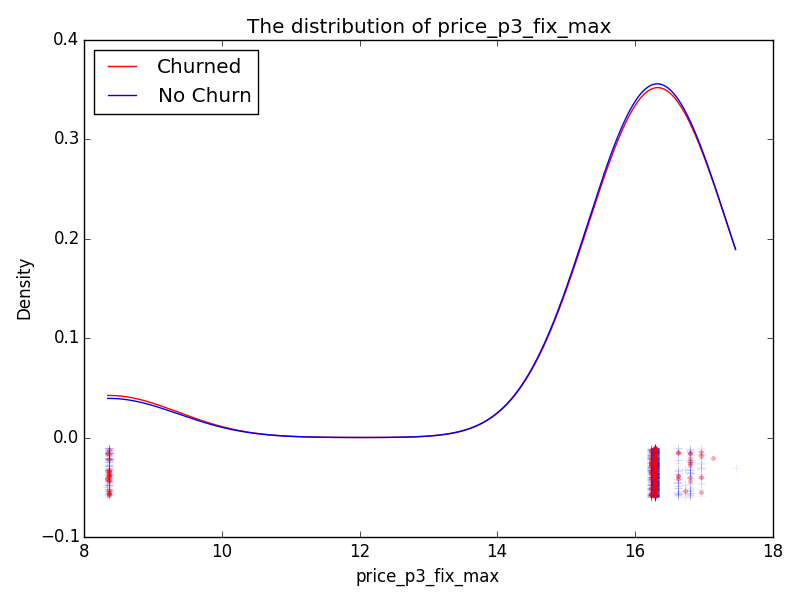 The distribution of price_p3_fix_max
Churned
No Churn
0.4
0.3
0.2
0.1
0.0
−0.1
Density
8
10
12
14
16
18
price_p3_fix_max